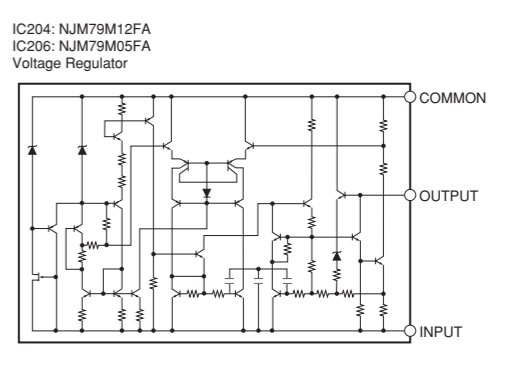 IC204: NJM79M12FA
IC206: NJM79M05FA
Voltage Regulator
COMMON
OUTPUT
INPUT